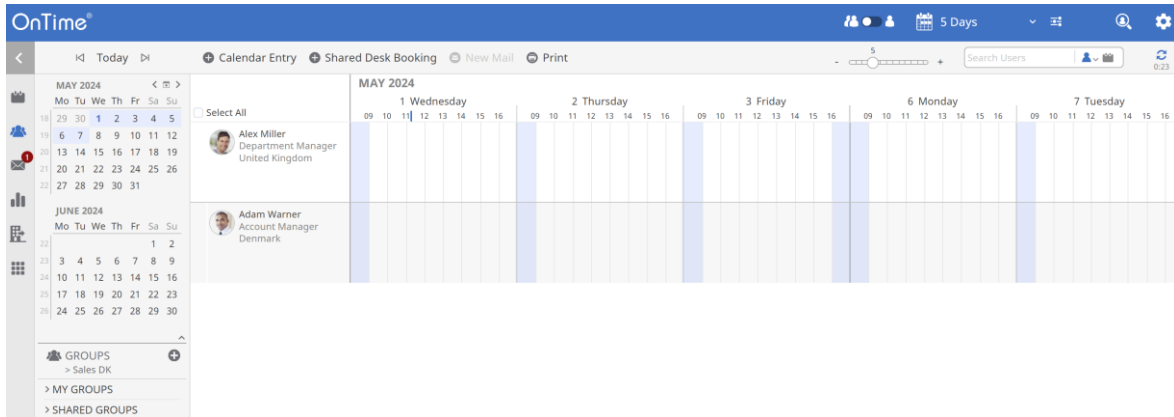 OnTime®
5 Days
Today
Calendar Entry
Shared Desk Booking
New Mail
Print
5
- +
Search Users
0:23
MAY 2024
Mo Tu We Th Fr Sa Su
18 29 30 1 2 3 4 5
19 6 7 8 9 10 11 12
20 13 14 15 16 17 18 19
21 20 21 22 23 24 25 26
22 27 28 29 30 31
1
JUNE 2024
Mo Tu We Th Fr Sa Su
22 1 2
23 3 4 5 6 7 8 9
24 10 11 12 13 14 15 16
25 17 18 19 20 21 22 23
26 24 25 26 27 28 29 30
GROUPS
> Sales DK
> MY GROUPS
> SHARED GROUPS
Select All
MAY 2024
1 Wednesday
2 Thursday
3 Friday
6 Monday
7 Tuesday
09 10 11 12 13 14 15 16
09 10 11 12 13 14 15 16
09 10 11 12 13 14 15 16
09 10 11 12 13 14 15 16
09 10 11 12 13 14 15 16
Alex Miller
Department Manager
United Kingdom
Adam Warner
Account Manager
Denmark